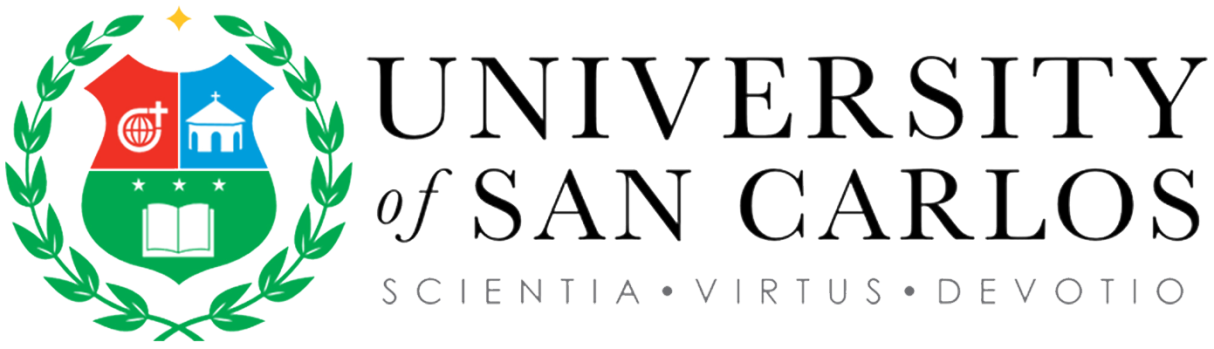 UNIVERSITY
of SAN CARLOS
SCIENTIA • VIRTUS • DEVOTIO